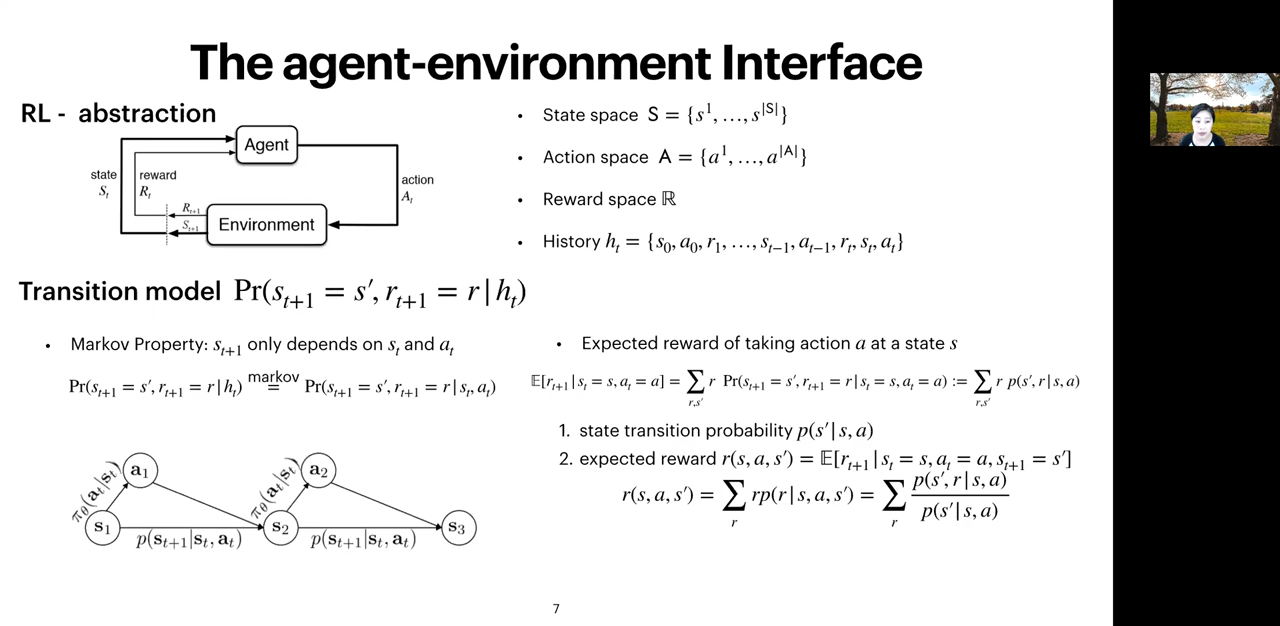 The agent-environment Interface
RL - abstraction
Agent
state
S_t
reward
R_t
action
A_t
R_{t+1}
S_{t+1}
Environment
• State space S = {s^1, …, s^{|S|}}
• Action space A = {a^1, …, a^{|A|}}
• Reward space ℝ
• History h_t = {s_0, a_0, r_1, …, s_{t−1}, a_{t−1}, r_t, s_t, a_t}
Transition model Pr(s_{t+1} = s′, r_{t+1} = r | h_t)
• Markov Property: s_{t+1} only depends on s_t and a_t
markov
Pr(s_{t+1} = s′, r_{t+1} = r | h_t) = Pr(s_{t+1} = s′, r_{t+1} = r | s_t, a_t)
a_1
a_2
π_θ(a_t|s_t)
π_θ(a_t|s_t)
s_1
s_2
s_3
p(s_{t+1}|s_t, a_t)
p(s_{t+1}|s_t, a_t)
• Expected reward of taking action a at a state s
𝔼[r_{t+1} | s_t = s, a_t = a] = ∑_{r,s′} r Pr(s_{t+1} = s′, r_{t+1} = r | s_t = s, a_t = a) := ∑_{r,s′} r p(s′, r | s, a)
1. state transition probability p(s′ | s, a)
2. expected reward r(s, a, s′) = 𝔼[r_{t+1} | s_t = s, a_t = a, s_{t+1} = s′]
r(s, a, s′) = ∑_r rp(r | s, a, s′) = ∑_r p(s′, r | s, a) / p(s′ | s, a)
7